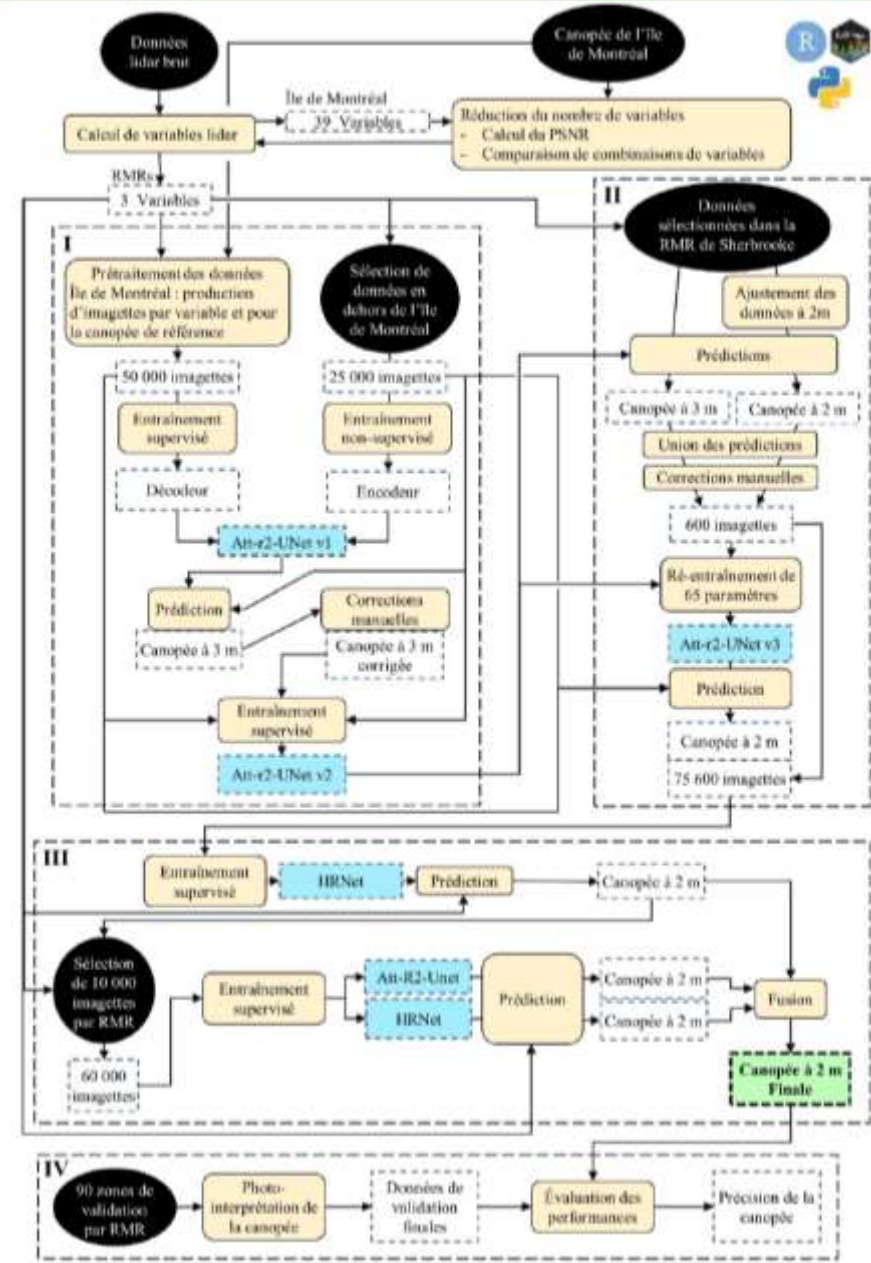 Données
lidar brut
Canopée de l'île
de Montréal
R
Île de Montréal
39 Variables
Calcul de variables lidar
Réduction du nombre de variables
- Calcul du PSNR
- Comparaison de combinaisons de variables
RMRs
3 Variables
I
Prétraitement des données
Île de Montréal : production
d'imagettes par variable et pour
la canopée de référence
Sélection de
données en
dehors de l'île
de Montréal
50 000 imagettes
25 000 imagettes
Entraînement
supervisé
Entraînement
non-supervisé
Décodeur
Encodeur
Att-r2-UNet v1
Prédiction
Corrections
manuelles
Canopée à 3 m
Canopée à 3 m
corrigée
Entraînement
supervisé
Att-r2-UNet v2
II
Données
sélectionnées dans la
RMR de Sherbrooke
Ajustement des
données à 2m
Prédictions
Canopée à 3 m
Canopée à 2 m
Union des prédictions
Corrections manuelles
600 imagettes
Ré-entraînement de
65 paramètres
Att-r2-UNet v3
Prédiction
Canopée à 2 m
75 600 imagettes
III
Entraînement
supervisé
HRNet
Prédiction
Canopée à 2 m
Sélection
de 10 000
imagettes
par RMR
60 000
imagettes
Entraînement
supervisé
Att-R2-Unet
HRNet
Prédiction
Canopée à 2 m
Canopée à 2 m
Fusion
Canopée à 2 m
Finale
IV
90 zones de
validation
par RMR
Photo-
interprétation de
la canopée
Données de
validation
finales
Évaluation des
performances
Précision de la
canopée